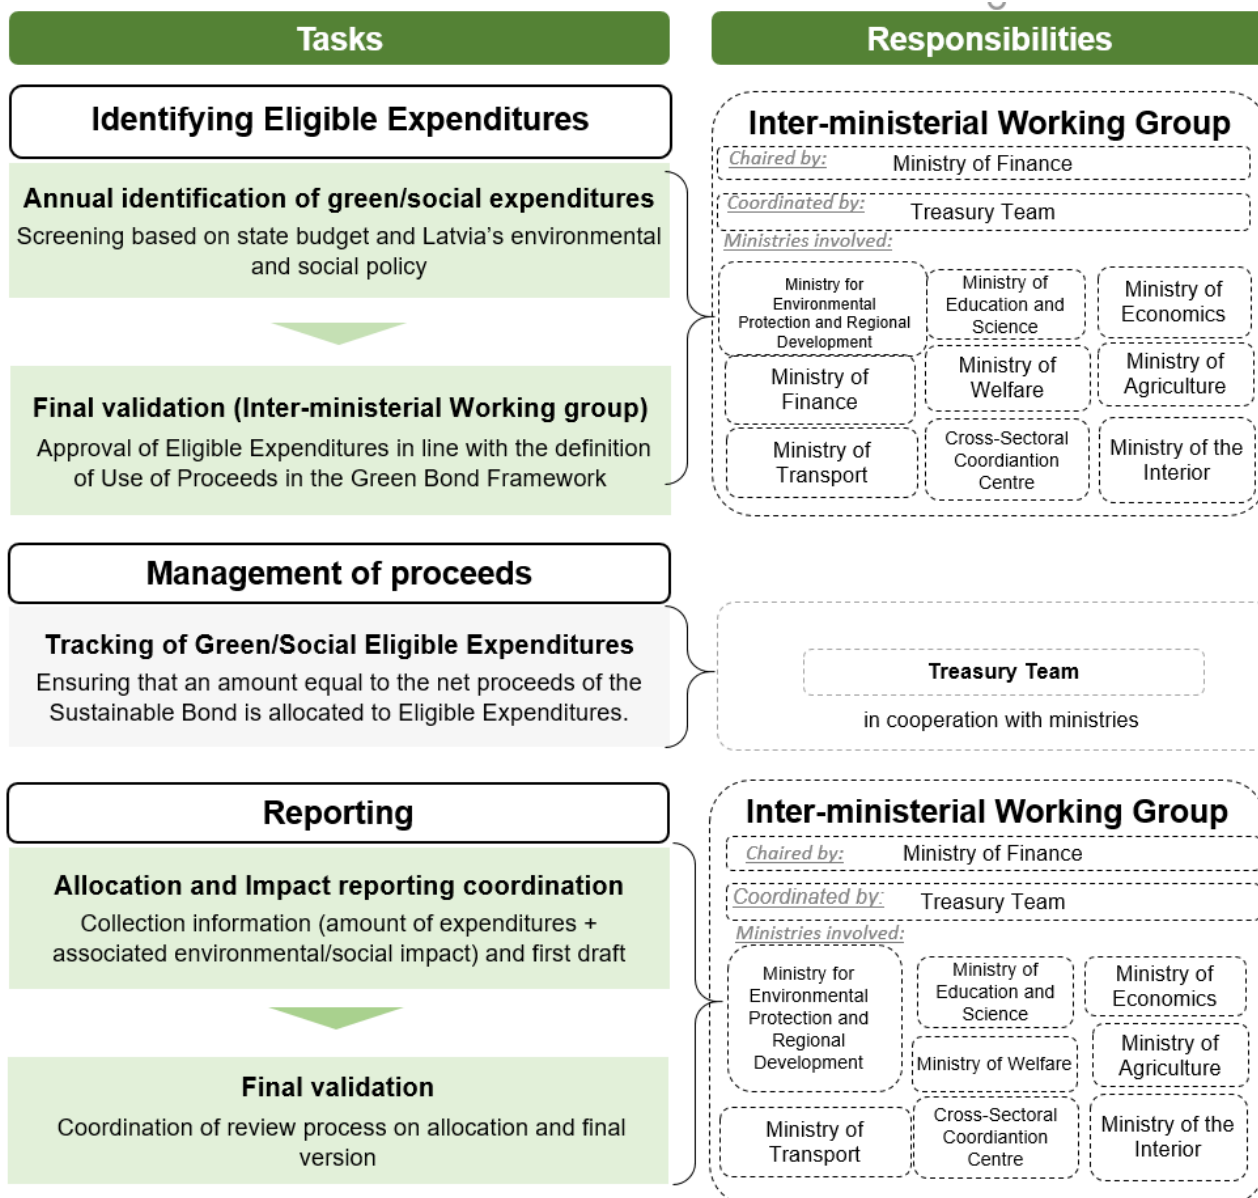 Tasks
Responsibilities
Identifying Eligible Expenditures
Annual identification of green/social expenditures
Screening based on state budget and Latvia's environmental
and social policy
Final validation (Inter-ministerial Working group)
Approval of Eligible Expenditures in line with the definition
of Use of Proceeds in the Green Bond Framework
Inter-ministerial Working Group
Chaired by: Ministry of Finance
Coordinated by: Treasury Team
Ministries involved:
Ministry for
Environmental
Protection and Regional
Development
Ministry of
Education and
Science
Ministry of
Economics
Ministry of
Finance
Ministry of
Welfare
Ministry of
Agriculture
Ministry of
Transport
Cross-Sectoral
Coordiantion
Centre
Ministry of the
Interior
Management of proceeds
Tracking of Green/Social Eligible Expenditures
Ensuring that an amount equal to the net proceeds of the
Sustainable Bond is allocated to Eligible Expenditures.
Treasury Team
in cooperation with ministries
Reporting
Allocation and Impact reporting coordination
Collection information (amount of expenditures +
associated environmental/social impact) and first draft
Final validation
Coordination of review process on allocation and final
version
Inter-ministerial Working Group
Chaired by: Ministry of Finance
Coordinated by: Treasury Team
Ministries involved:
Ministry for
Environmental
Protection and
Regional
Development
Ministry of
Education and
Science
Ministry of
Economics
Ministry of Welfare
Ministry of
Agriculture
Ministry of
Transport
Cross-Sectoral
Coordiantion
Centre
Ministry of the
Interior